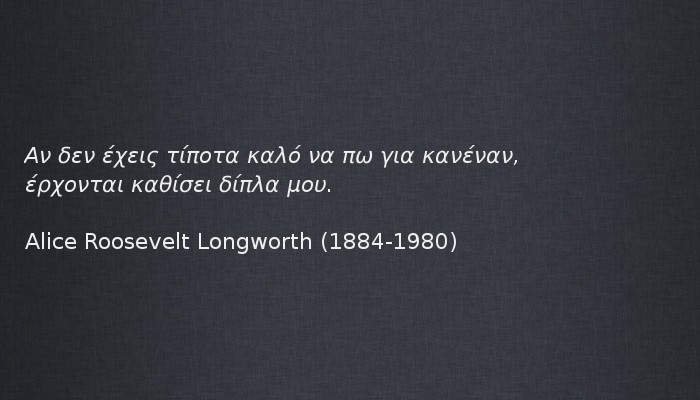 Αν δεν έχεις τίποτα καλό να πω για κανέναν,
έρχονται καθίσει δίπλα μου.
Alice Roosevelt Longworth (1884-1980)